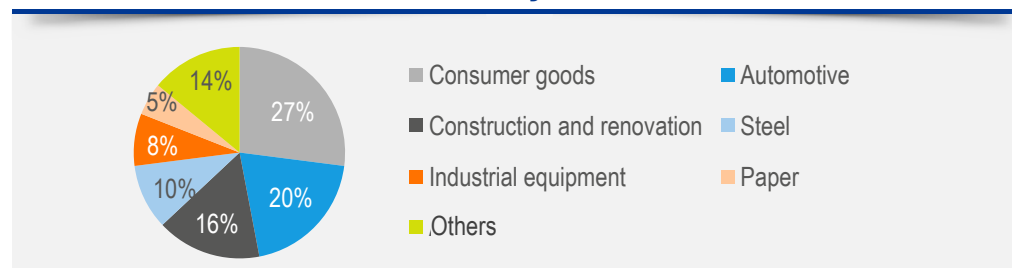 14%
5%
27%
8%
10%
20%
16%
Consumer goods
Automotive
Construction and renovation
Steel
Industrial equipment
Paper
Others